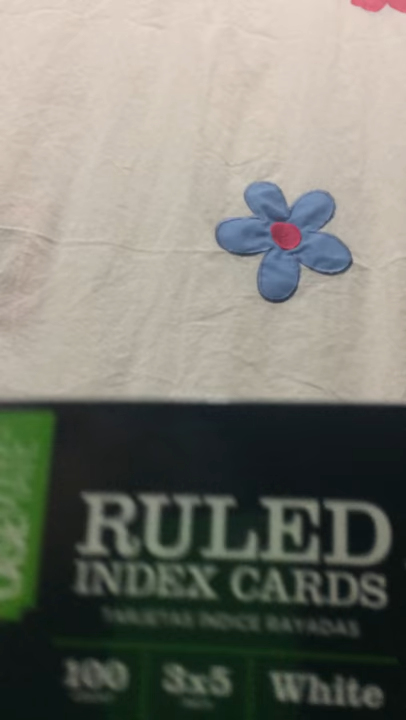 RULED
INDEX CARDS
TARJETAS INDICE RAYADAS
100 3x5 White